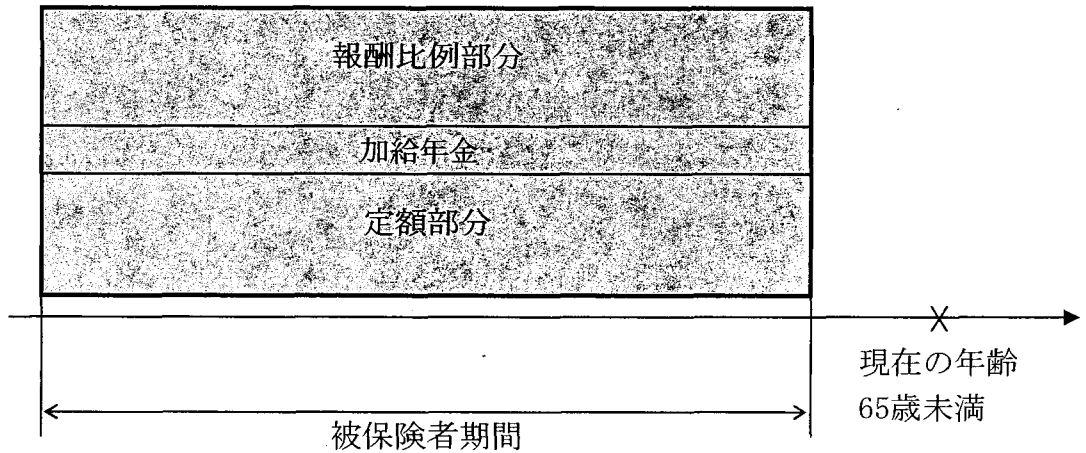 報酬比例部分
加給年金
定額部分
現在の年齢
65歳未満
被保険者期間